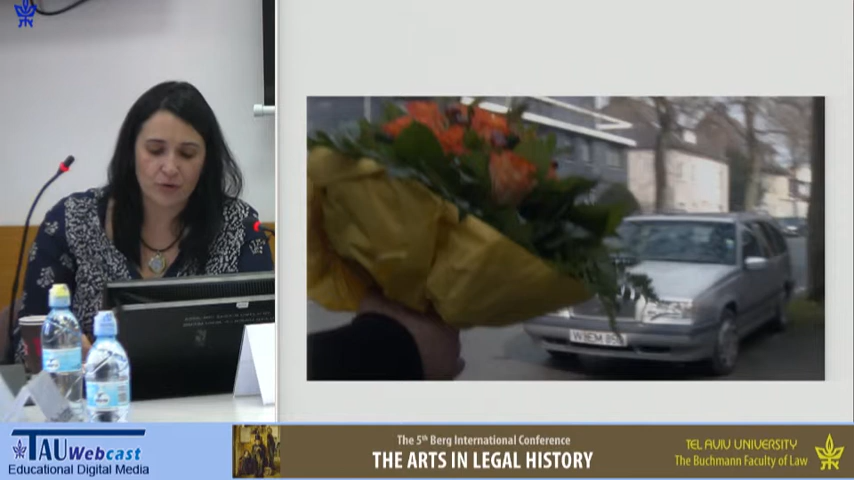 TAU Webcast
Educational Digital Media
The 5th Berg International Conference
THE ARTS IN LEGAL HISTORY
TEL AVIV UNIVERSITY
The Buchmann Faculty of Law